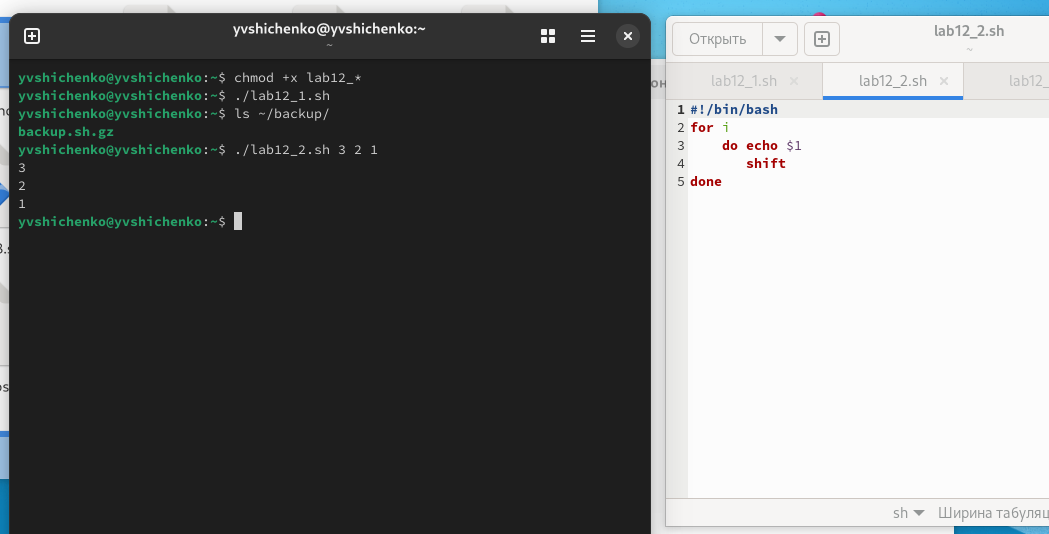 yvshichenko@yvshichenko:~
~
yvshichenko@yvshichenko:~$ chmod +x lab12_*
yvshichenko@yvshichenko:~$ ./lab12_1.sh
yvshichenko@yvshichenko:~$ ls ~/backup/
backup.sh.gz
yvshichenko@yvshichenko:~$ ./lab12_2.sh 3 2 1
3
2
1
yvshichenko@yvshichenko:~$
Открыть
lab12_2.sh
~
lab12_1.sh × lab12_2.sh × lab12_
1 #!/bin/bash
2 for i
3 do echo $1
4 shift
5 done
sh Ширина табуляц